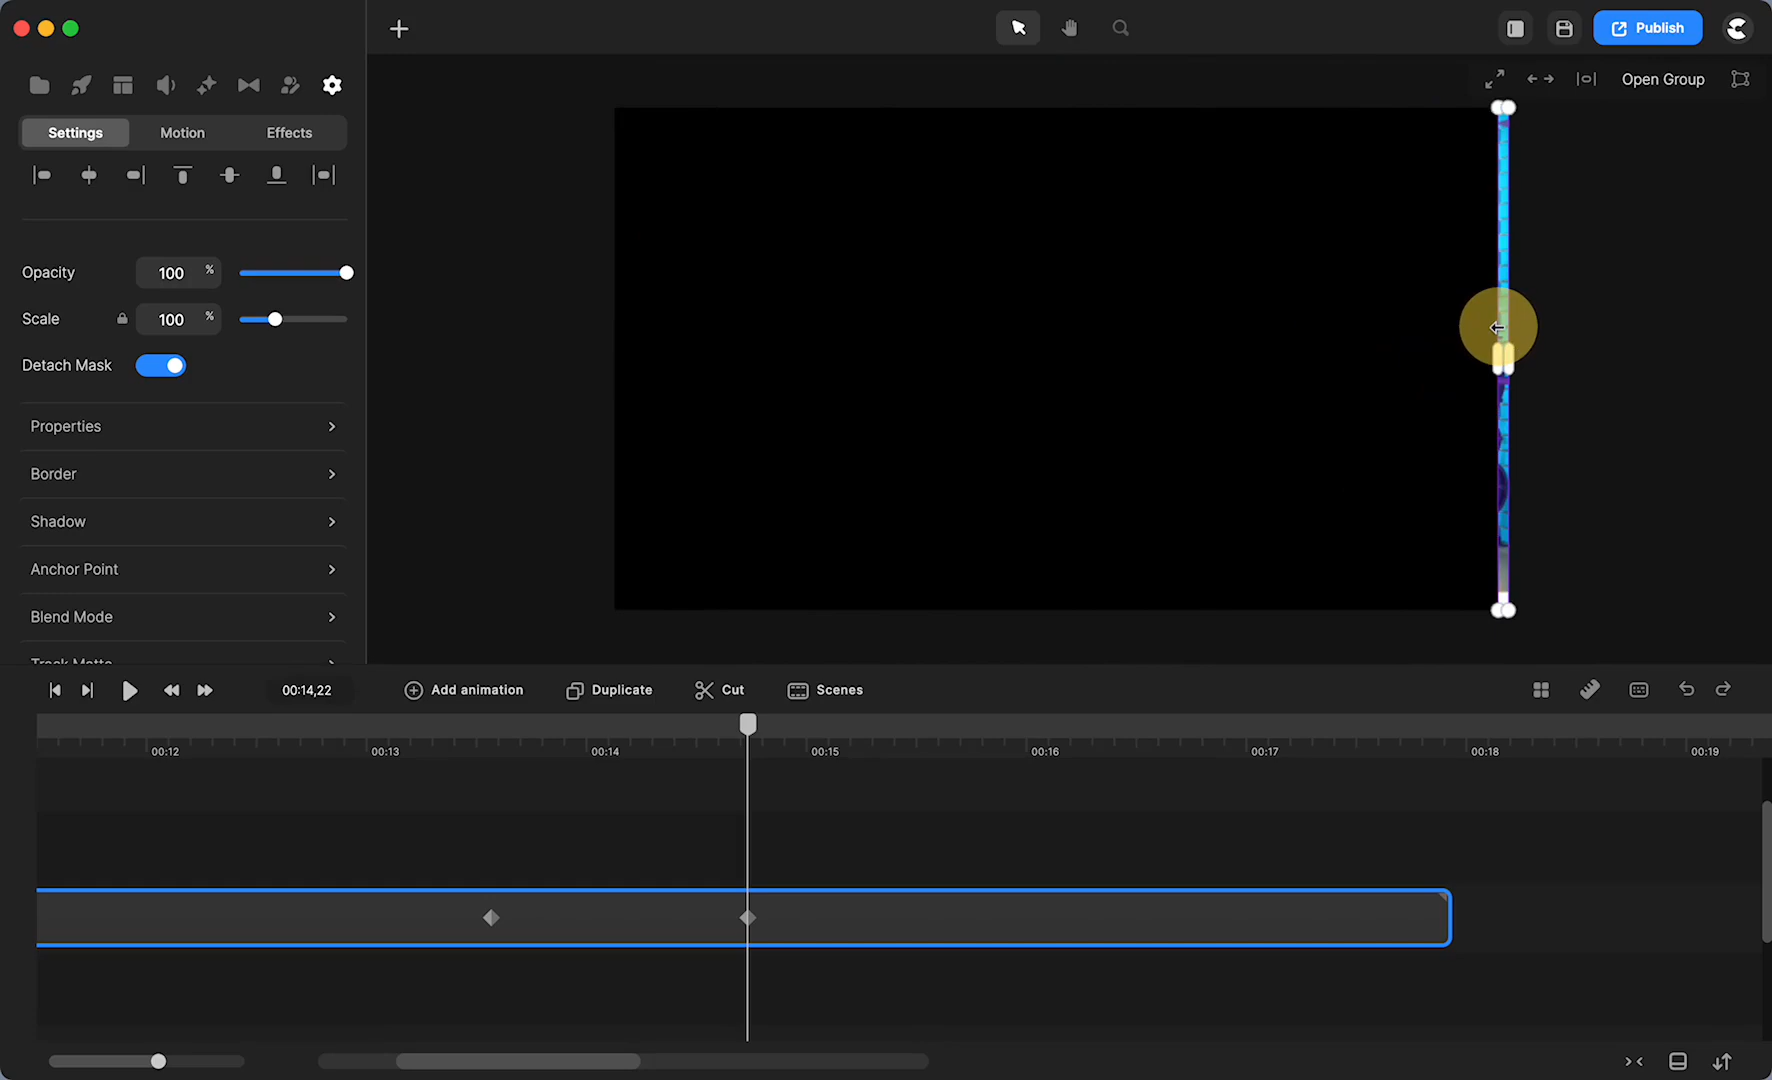 Publish
Open Group
Settings
Motion
Effects
Opacity
100
%
Scale
100
%
Detach Mask
Properties
Border
Shadow
Anchor Point
Blend Mode
Track Matte
00:14,22
Add animation
Duplicate
Cut
Scenes
00:12
00:13
00:14
00:15
00:16
00:17
00:18
00:19